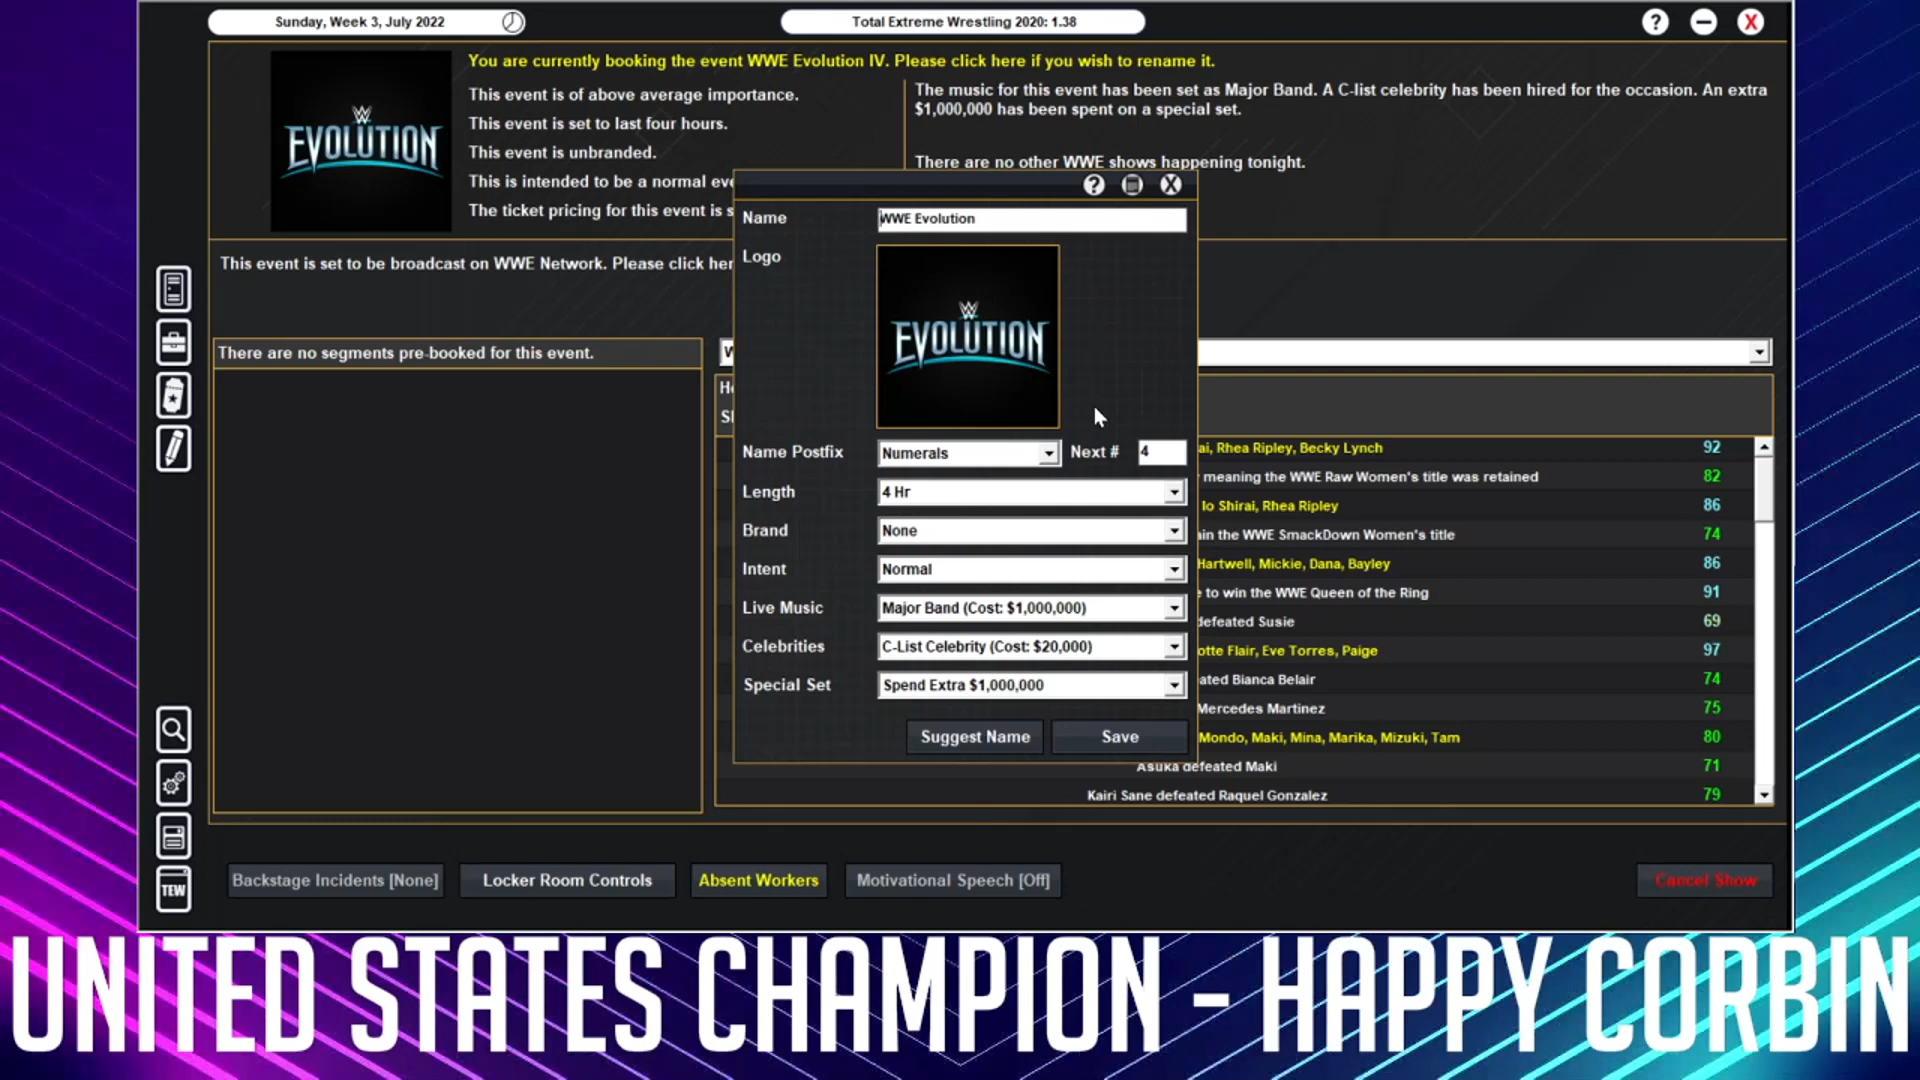 Sunday, Week 3, July 2022
Total Extreme Wrestling 2020: 1.38
? X
You are currently booking the event WWE Evolution IV. Please click here if you wish to rename it.
This event is of above average importance.
This event is set to last four hours.
This event is unbranded.
This is intended to be a normal eve
The ticket pricing for this event is s
W
EVOLUTION
The music for this event has been set as Major Band. A C-list celebrity has been hired for the occasion. An extra
$1,000,000 has been spent on a special set.
There are no other WWE shows happening tonight.
This event is set to be broadcast on WWE Network. Please click her
There are no segments pre-booked for this event.
? X
Name WWE Evolution
Logo
W
EVOLUTION
Name Postfix Numerals Next # 4
Length 4 Hr
Brand None
Intent Normal
Live Music Major Band (Cost: $1,000,000)
Celebrities C-List Celebrity (Cost: $20,000)
Special Set Spend Extra $1,000,000
Suggest Name Save
ai, Rhea Ripley, Becky Lynch 92
meaning the WWE Raw Women's title was retained 82
Io Shirai, Rhea Ripley 86
ain the WWE SmackDown Women's title 74
Hartwell, Mickie, Dana, Bayley 86
e to win the WWE Queen of the Ring 91
defeated Susie 69
otte Flair, Eve Torres, Paige 97
ated Bianca Belair 74
Mercedes Martinez 75
Mondo, Maki, Mina, Marika, Mizuki, Tam 80
Asuka defeated Maki 71
Kairi Sane defeated Raquel Gonzalez 79
TEW
Backstage Incidents [None]
Locker Room Controls
Absent Workers
Motivational Speech [Off]
Cancel Show
UNITED STATES CHAMPION - HAPPY CORBIN